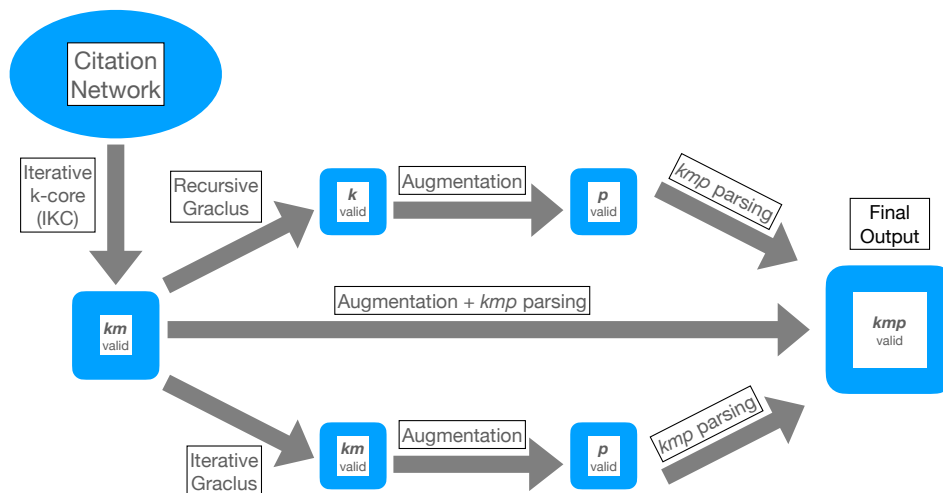 Citation
Network
Iterative
k-core
(IKC)
Recursive
Graclus
k
valid
Augmentation
p
valid
kmp parsing
Final
Output
km
valid
Augmentation + kmp parsing
kmp
valid
Iterative
Graclus
km
valid
Augmentation
p
valid
kmp parsing